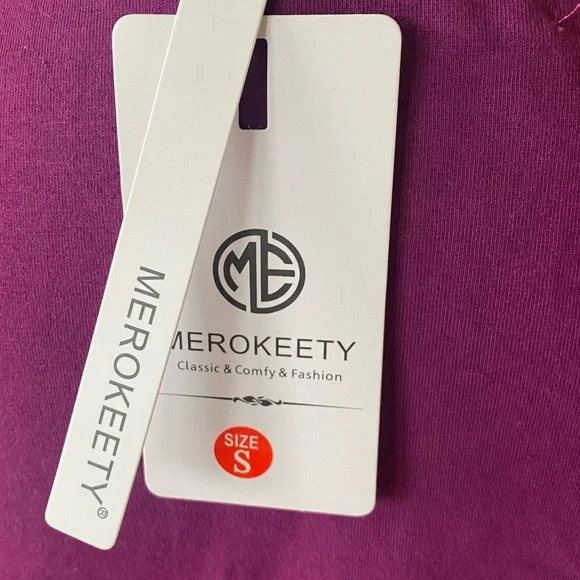 MEROKEETY®
ME
MEROKEETY
Classic & Comfy & Fashion
SIZE
S